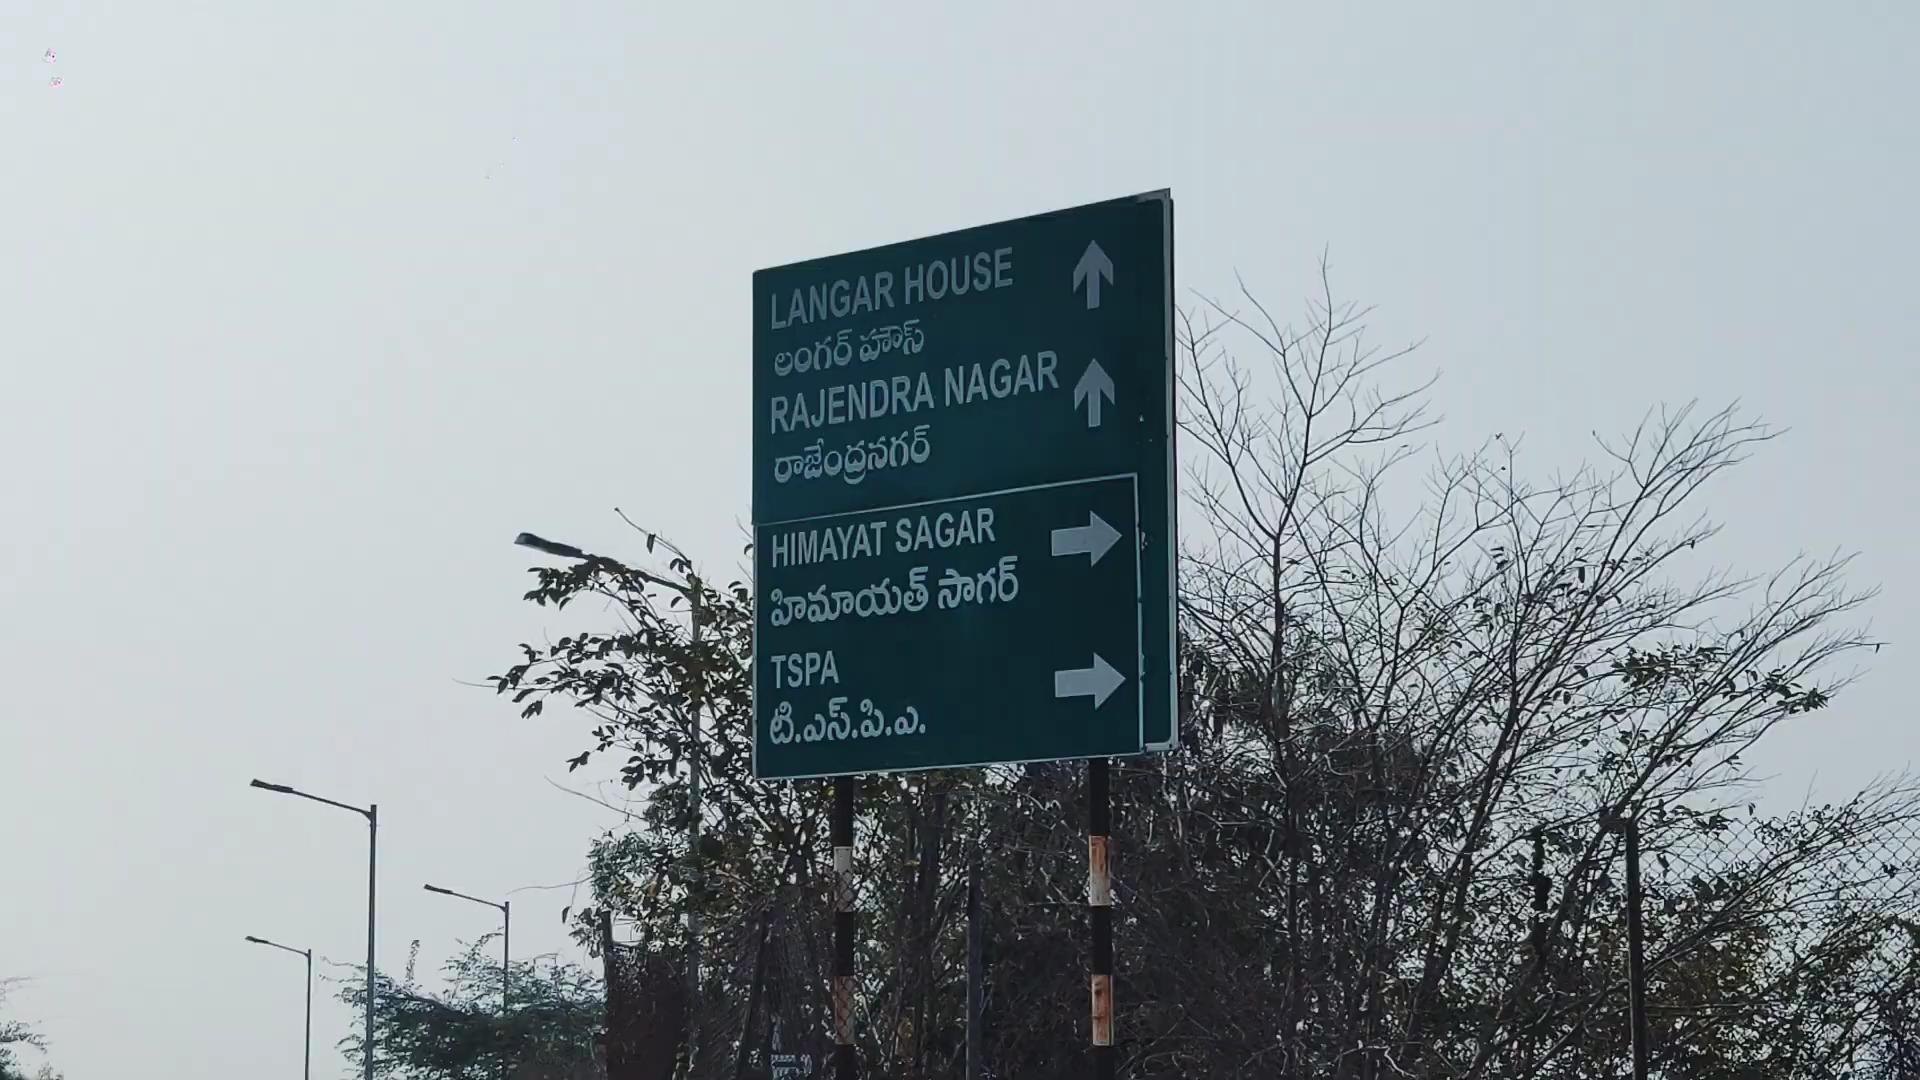 LANGAR HOUSE
లంగర్ హౌస్
RAJENDRA NAGAR
రాజేంద్రనగర్
HIMAYAT SAGAR
హిమాయత్ సాగర్
TSPA
టి.ఎస్.పి.ఎ.